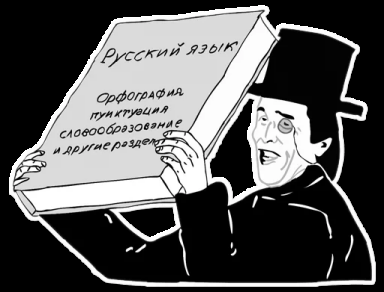 Русский язык
Орфография
пунктуация
словообразование
и другие разделы